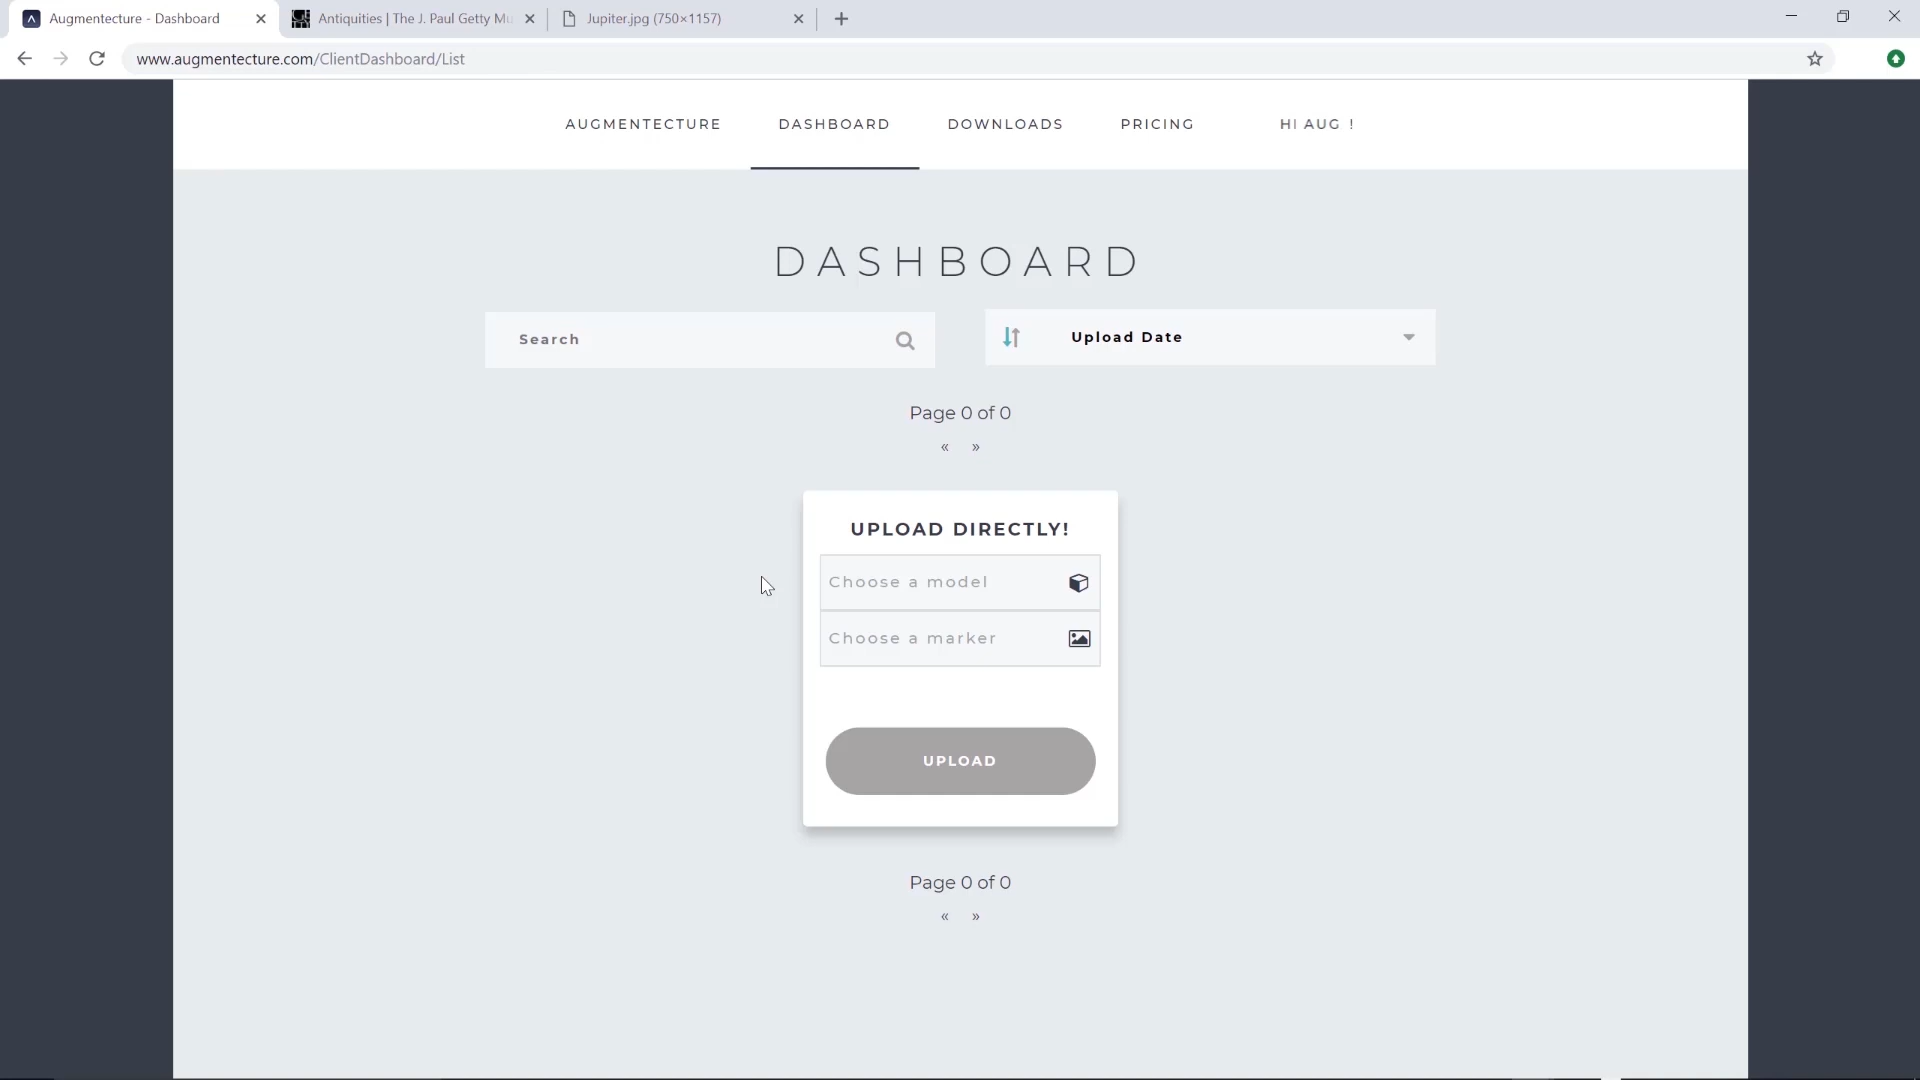 Augmentecture - Dashboard
Antiquities | The J. Paul Getty Mu
Jupiter.jpg (750×1157)
www.augmentecture.com/ClientDashboard/List
AUGMENTECTURE DASHBOARD DOWNLOADS PRICING HI AUG !
DASHBOARD
Search
Upload Date
Page 0 of 0
« »
UPLOAD DIRECTLY!
Choose a model
Choose a marker
UPLOAD
Page 0 of 0
« »